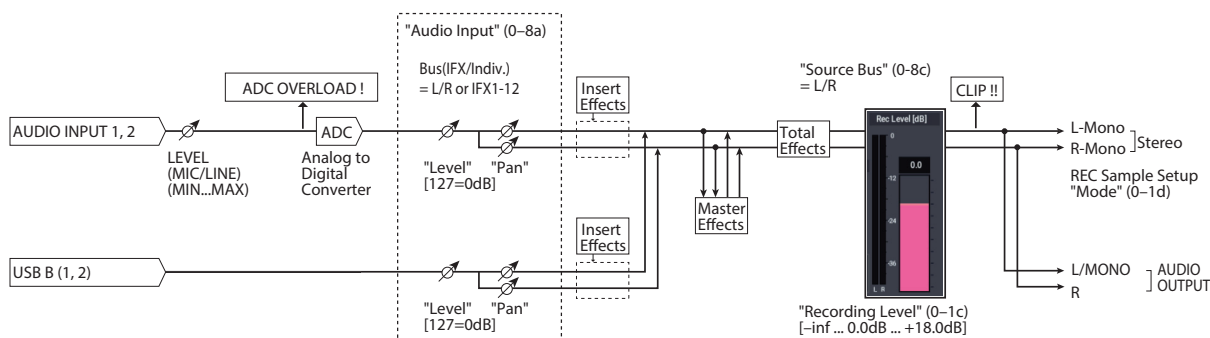 "Audio Input" (0–8a)
Bus(IFX/Indiv.)
= L/R or IFX1-12
ADC OVERLOAD !
AUDIO INPUT 1, 2
LEVEL
(MIC/LINE)
(MIN...MAX)
ADC
Analog to
Digital
Converter
"Level" "Pan"
[127=0dB]
Insert
Effects
Master
Effects
Total
Effects
"Source Bus" (0-8c)
= L/R
Rec Level [dB]
0
0.0
-12
-24
-36
L R
"Recording Level" (0–1c)
[–inf ... 0.0dB ... +18.0dB]
CLIP !!
L-Mono
R-Mono
Stereo
REC Sample Setup
"Mode" (0–1d)
USB B (1, 2)
"Level" "Pan"
[127=0dB]
Insert
Effects
L/MONO
R
AUDIO
OUTPUT